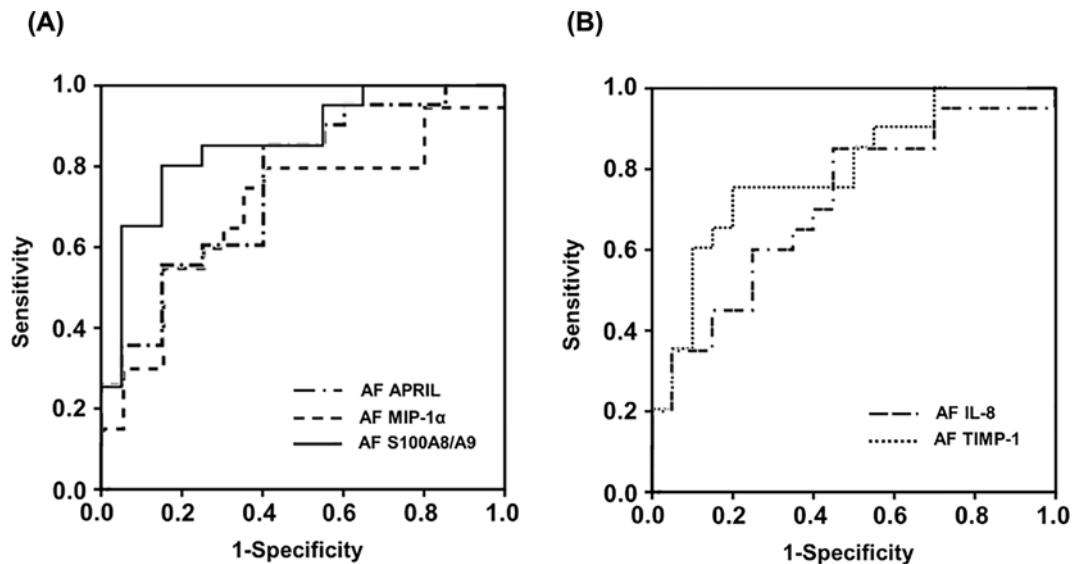 (A)
1.0
0.8
0.6
0.4
0.2
0.0
Sensitivity
AF APRIL
AF MIP-1α
AF S100A8/A9
0.0 0.2 0.4 0.6 0.8 1.0
1-Specificity
(B)
1.0
0.8
0.6
0.4
0.2
0.0
Sensitivity
AF IL-8
AF TIMP-1
0.0 0.2 0.4 0.6 0.8 1.0
1-Specificity